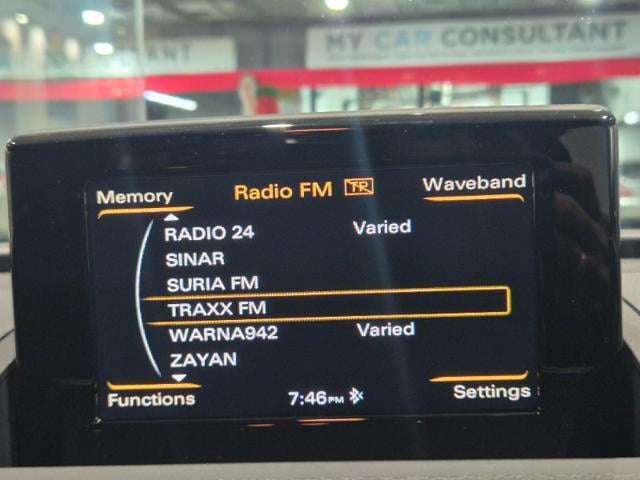 CONSULTANT
MY CAR CONSULTANT
Memory
Radio FM
Waveband
RADIO 24 Varied
SINAR
SURIA FM
TRAXX FM
WARNA942 Varied
ZAYAN
Functions
7:46PM
Settings